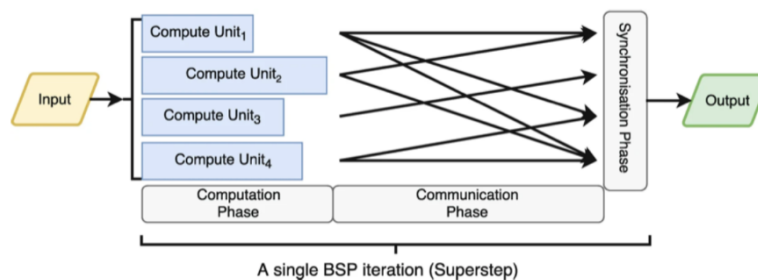 Input
Compute Unit1
Compute Unit2
Compute Unit3
Compute Unit4
Synchronisation Phase
Output
Computation
Phase
Communication
Phase
A single BSP iteration (Superstep)